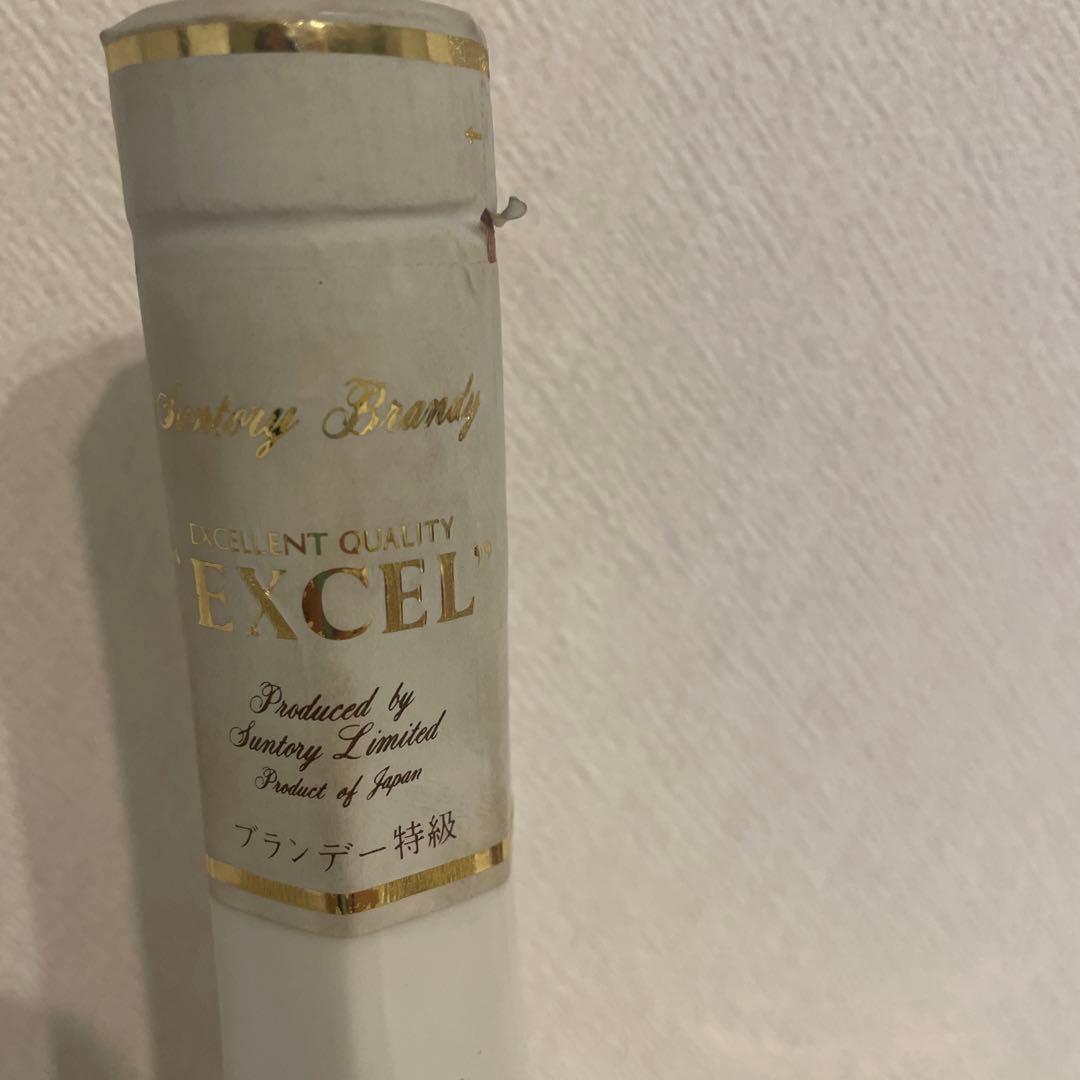 Suntory Brandy
EXCELLENT QUALITY
"EXCEL"
Produced by
Suntory Limited
Product of Japan
ブランデー特級